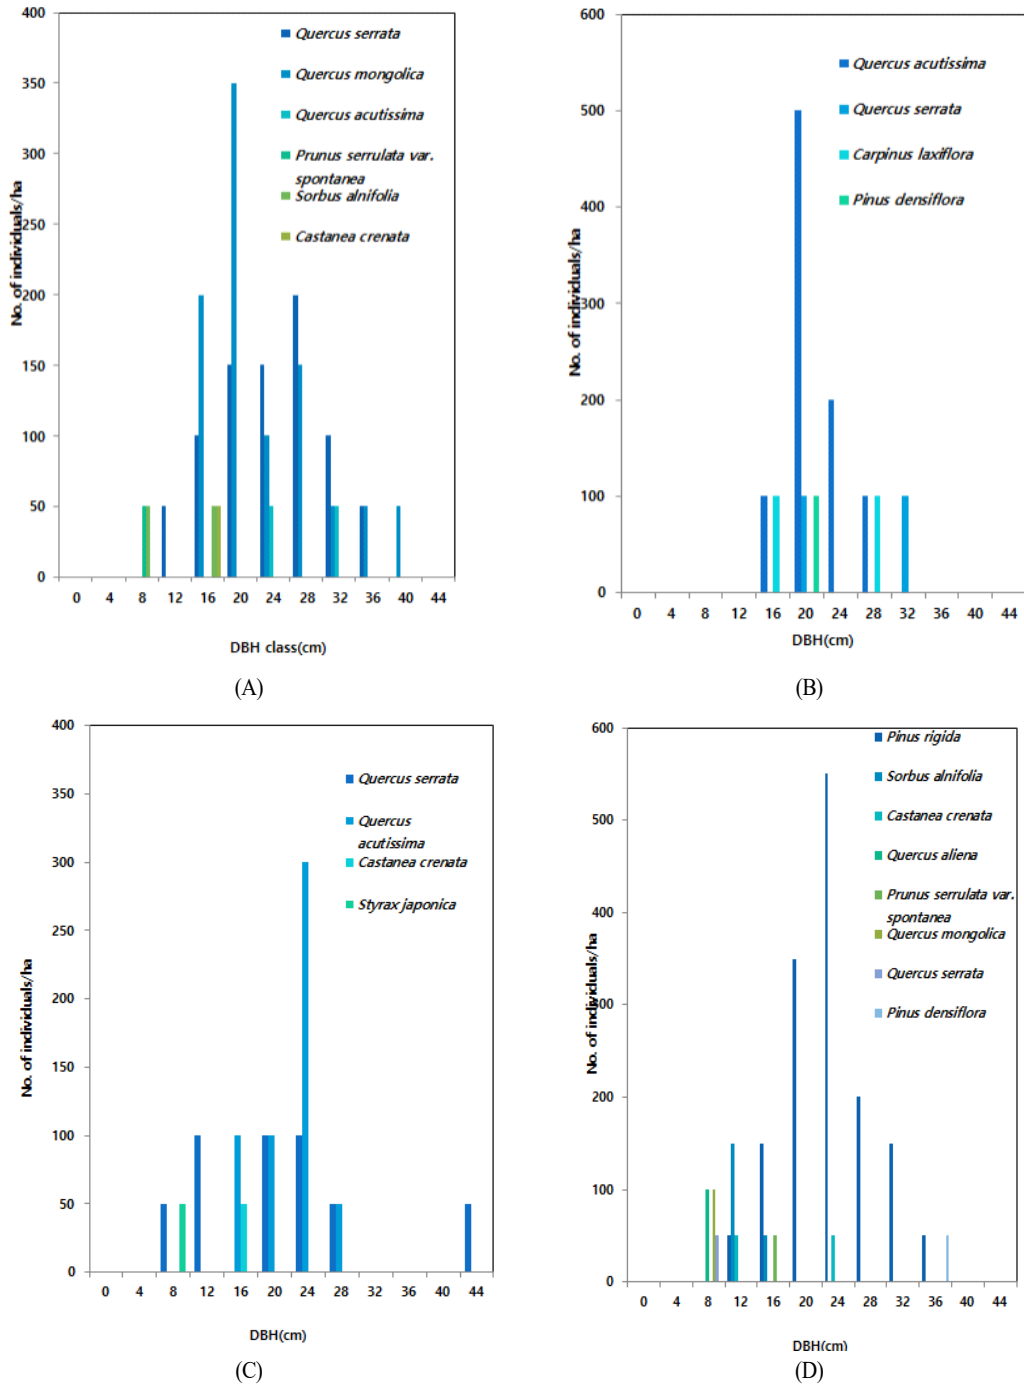 400
350
300
250
200
150
100
50
0
No. of individuals/ha
Quercus serrata
Quercus mongolica
Quercus acutissima
Prunus serrulata var.
spontanea
Sorbus alnifolia
Castanea crenata
0 4 8 12 16 20 24 28 32 36 40 44
DBH class(cm)
(A)
600
500
400
300
200
100
0
No. of individuals/ha
Quercus acutissima
Quercus serrata
Carpinus laxiflora
Pinus densiflora
0 4 8 12 16 20 24 28 32 36 40 44
DBH(cm)
(B)
400
350
300
250
200
150
100
50
0
No. of individuals/ha
Quercus serrata
Quercus
acutissima
Castanea crenata
Styrax japonica
0 4 8 12 16 20 24 28 32 36 40 44
DBH(cm)
(C)
600
500
400
300
200
100
0
No. of individuals/ha
Pinus rigida
Sorbus alnifolia
Castanea crenata
Quercus aliena
Prunus serrulata var.
spontanea
Quercus mongolica
Quercus serrata
Pinus densiflora
0 4 8 12 16 20 24 28 32 36 40 44
DBH(cm)
(D)